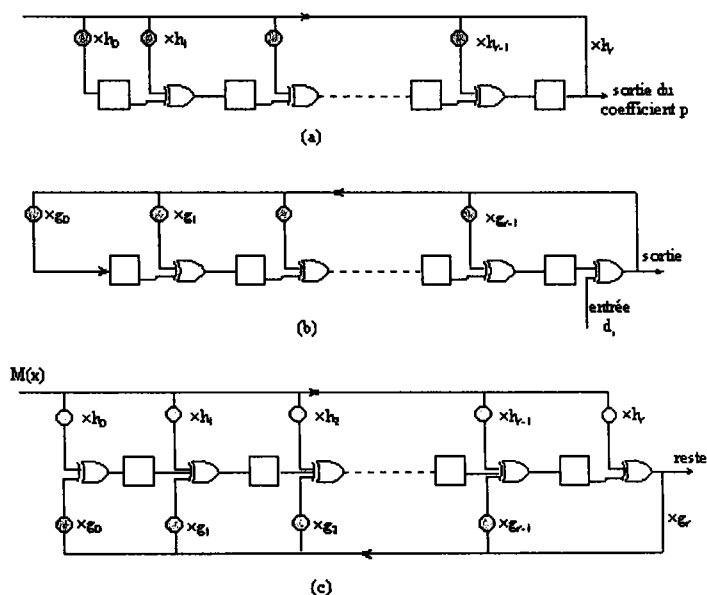 ×h₀ ×h₁ ×hᵣ₋₁ ×hᵣ
sortie du
coefficient p
(a)
×g₀ ×g₁ ×gᵣ₋₁
sortie
entrée
(b)
M(x)
×h₀ ×h₁ ×h₂ ×hᵣ₋₁ ×hᵣ
reste
×g₀ ×g₁ ×g₂ ×gᵣ₋₁ ×gᵣ
(c)